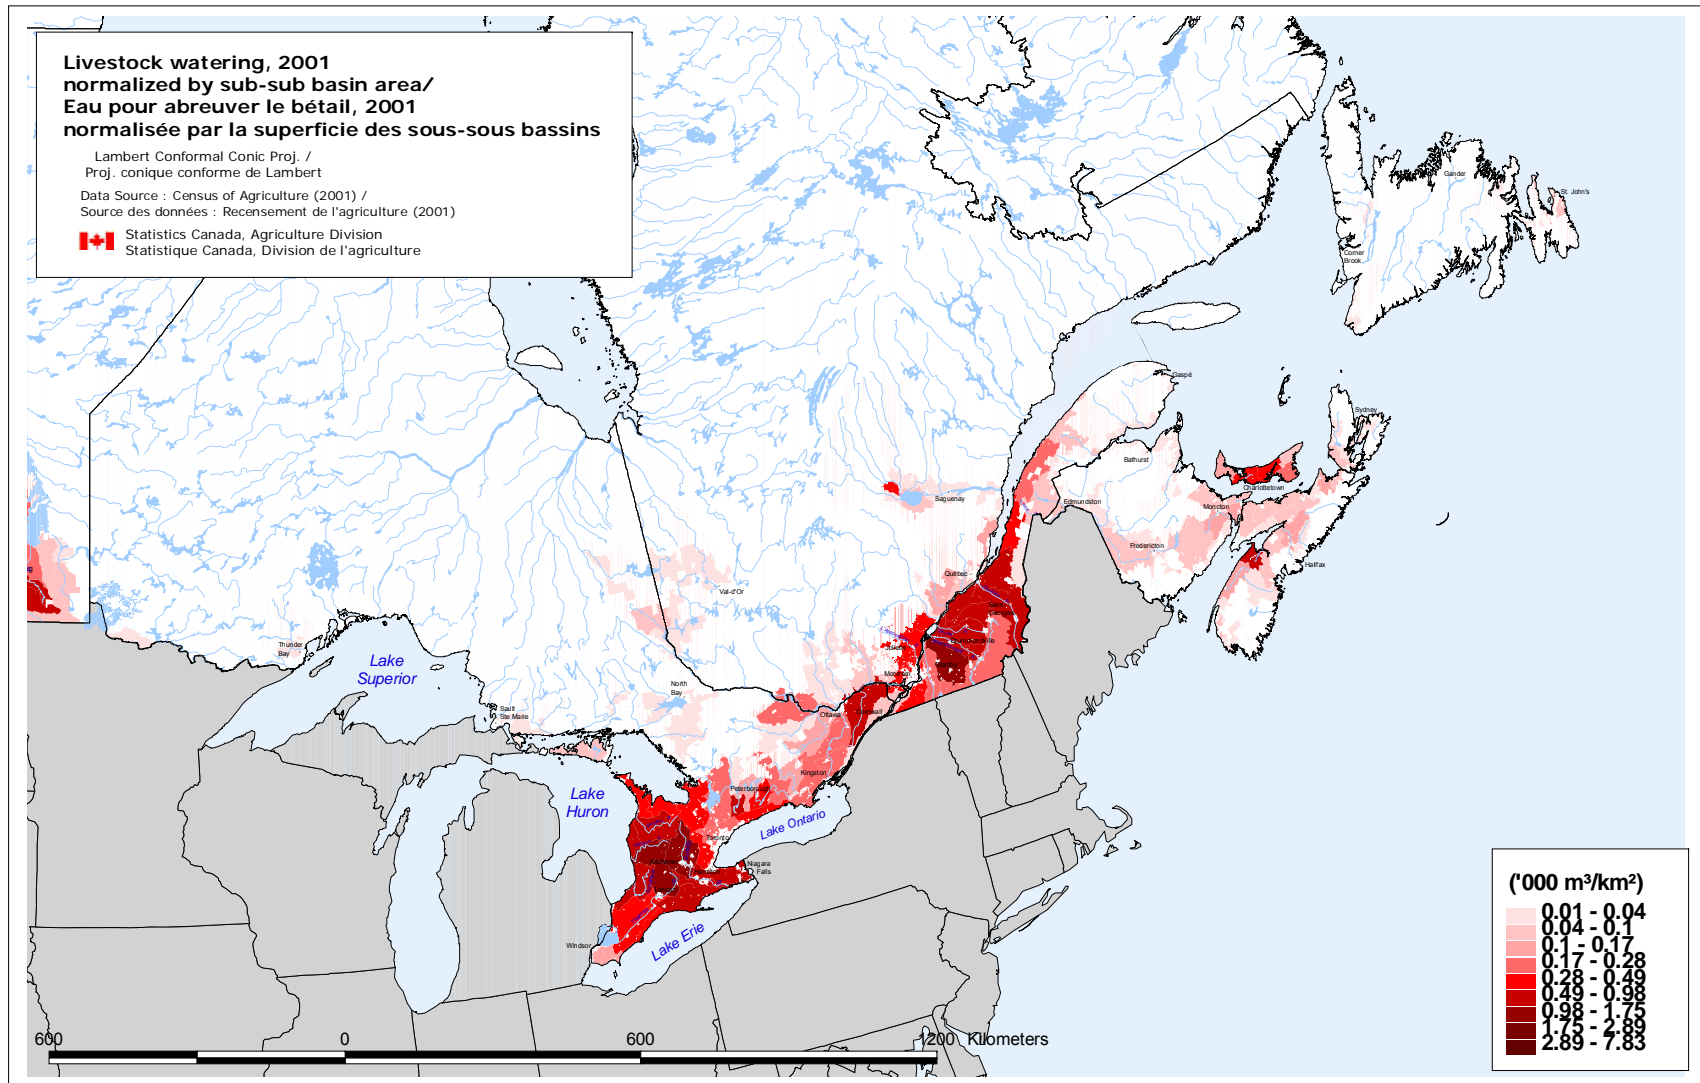 Livestock watering, 2001
normalized by sub-sub basin area/
Eau pour abreuver le bétail, 2001
normalisée par la superficie des sous-sous bassins
Lambert Conformal Conic Proj. /
Proj. conique conforme de Lambert
Data Source : Census of Agriculture (2001) /
Source des données : Recensement de l'agriculture (2001)
Statistics Canada, Agriculture Division
Statistique Canada, Division de l'agriculture
Gander
St. John's
Corner
Brook
Gaspé
Sydney
Bathurst
Charlottetown
Saguenay
Edmundston
Moncton
Fredericton
Halifax
Québec
Val-d'Or
Thunder
Bay
Lake
Superior
North
Bay
Sault
Ste Marie
Ottawa
Cornwall
Kingston
Peterborough
Lake
Huron
Lake Ontario
Toronto
Niagara
Falls
Windsor
Lake Erie
('000 m³/km²)
0.01 - 0.04
0.04 - 0.1
0.1 - 0.17
0.17 - 0.28
0.28 - 0.49
0.49 - 0.98
0.98 - 1.75
1.75 - 2.89
2.89 - 7.83
600 0 600 1200 Kilometers